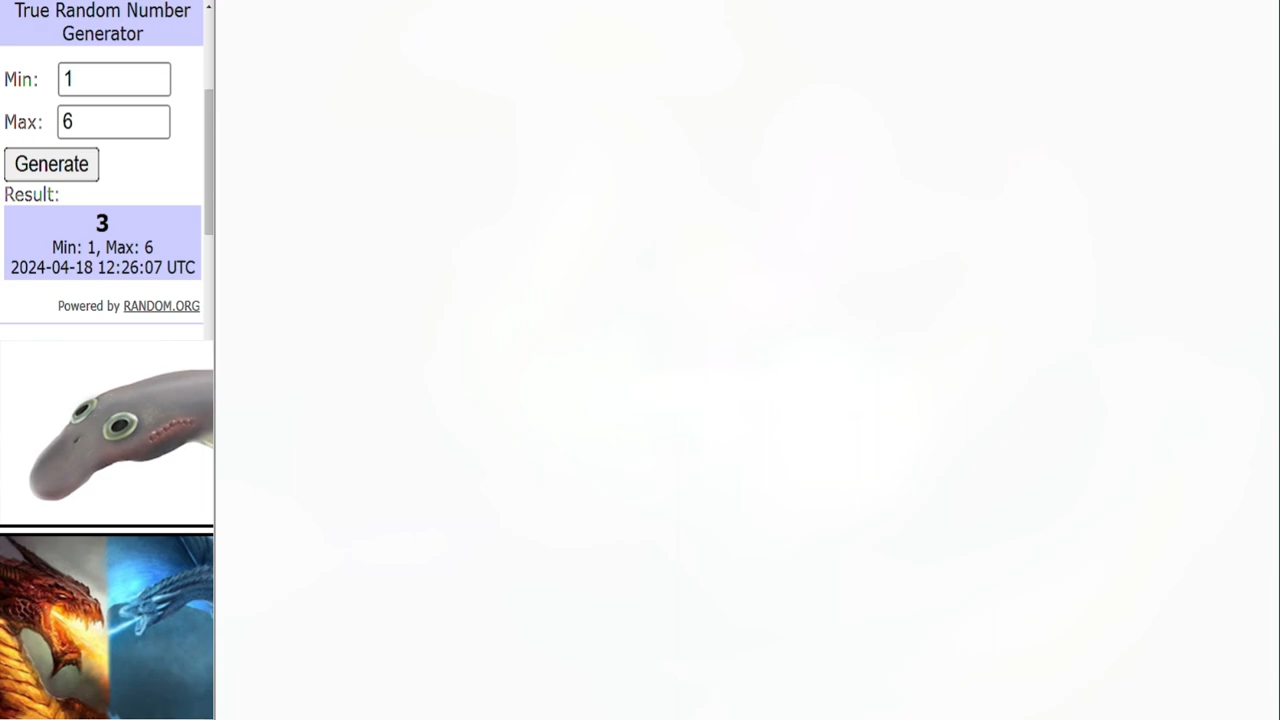 True Random Number
Generator
Min: 1
Max: 6
Generate
Result:
3
Min: 1, Max: 6
2024-04-18 12:26:07 UTC
Powered by RANDOM.ORG